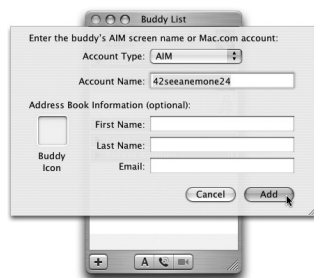 Buddy List
Enter the buddy's AIM screen name or Mac.com account:
Account Type: AIM
Account Name: 42seeanemone24
Address Book Information (optional):
First Name:
Last Name:
Buddy Icon
Email:
Cancel Add
A